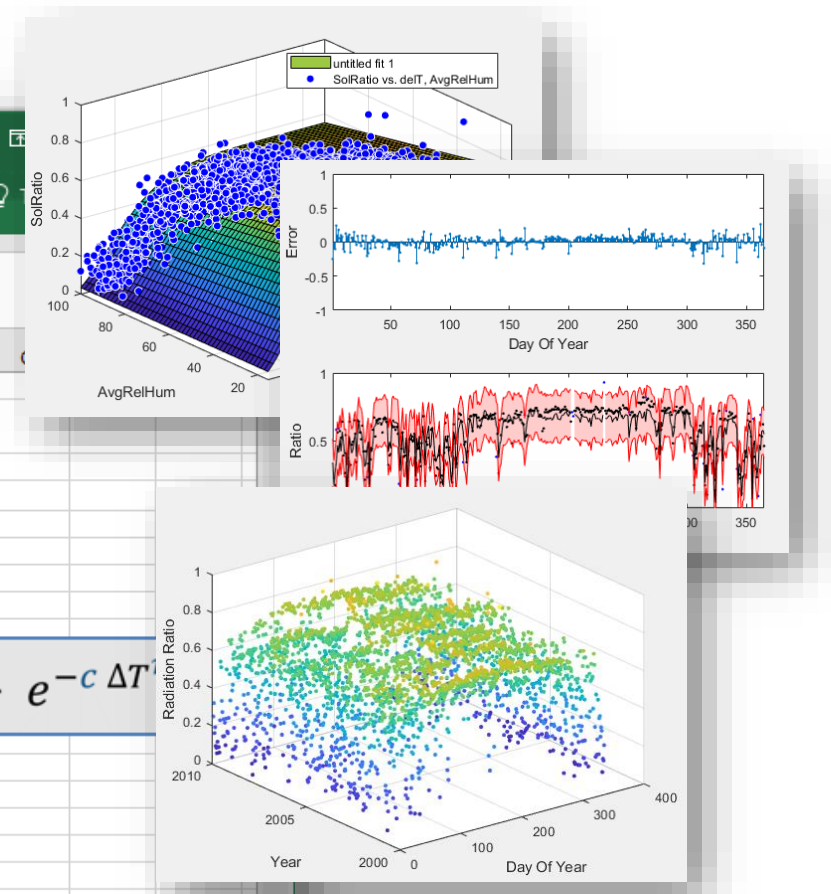 untitled fit 1
SolRatio vs. delT, AvgRelHum
1
0.8
0.6
0.4
0.2
0
SolRatio
100
80
60
40
20
AvgRelHum
1
0.5
0
-0.5
-1
Error
50 100 150 200 250 300 350
Day Of Year
1
0.5
Ratio
350
e^{-c ΔT}
1
0.8
0.6
0.4
0.2
0
Radiation Ratio
2010
2005
2000
Year
0
100
200
300
400
Day Of Year